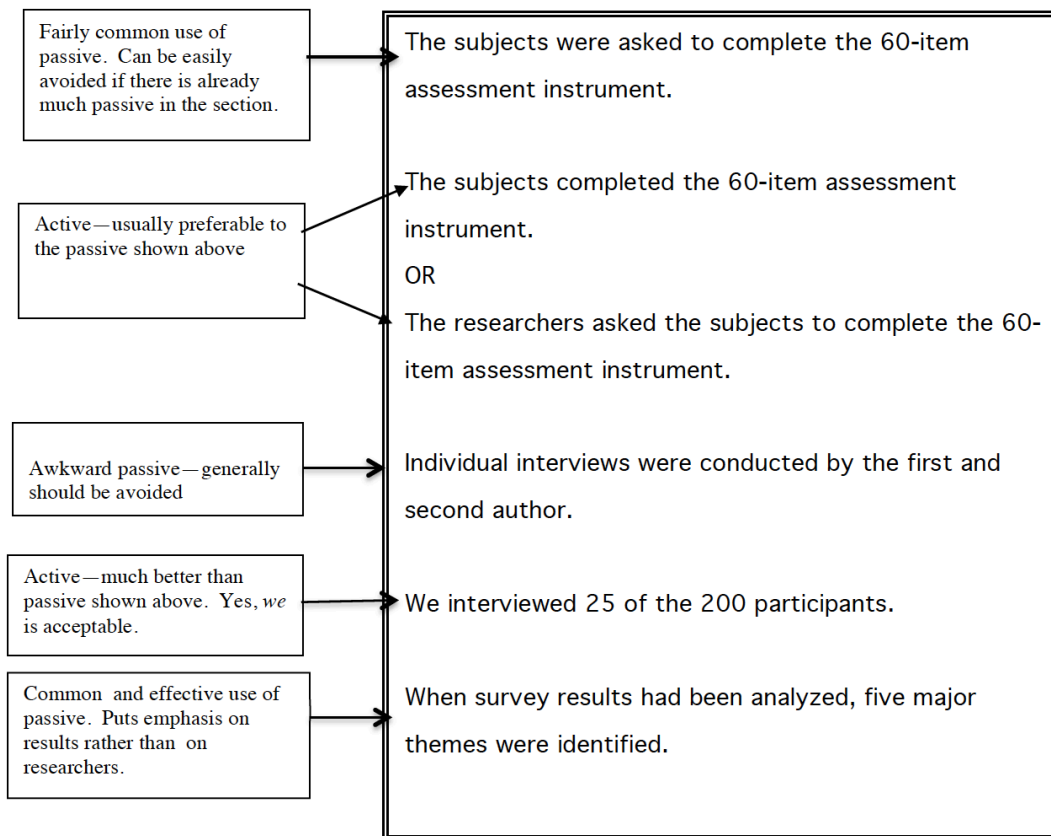 Fairly common use of
passive.  Can be easily
avoided if there is already
much passive in the section.
The subjects were asked to complete the 60-item
assessment instrument.
Active—usually preferable to
the passive shown above
The subjects completed the 60-item assessment
instrument.
OR
The researchers asked the subjects to complete the 60-
item assessment instrument.
Awkward passive—generally
should be avoided
Individual interviews were conducted by the first and
second author.
Active—much better than
passive shown above.  Yes, we
is acceptable.
We interviewed 25 of the 200 participants.
Common  and effective use of
passive.  Puts emphasis on
results rather than  on
researchers.
When survey results had been analyzed, five major
themes were identified.